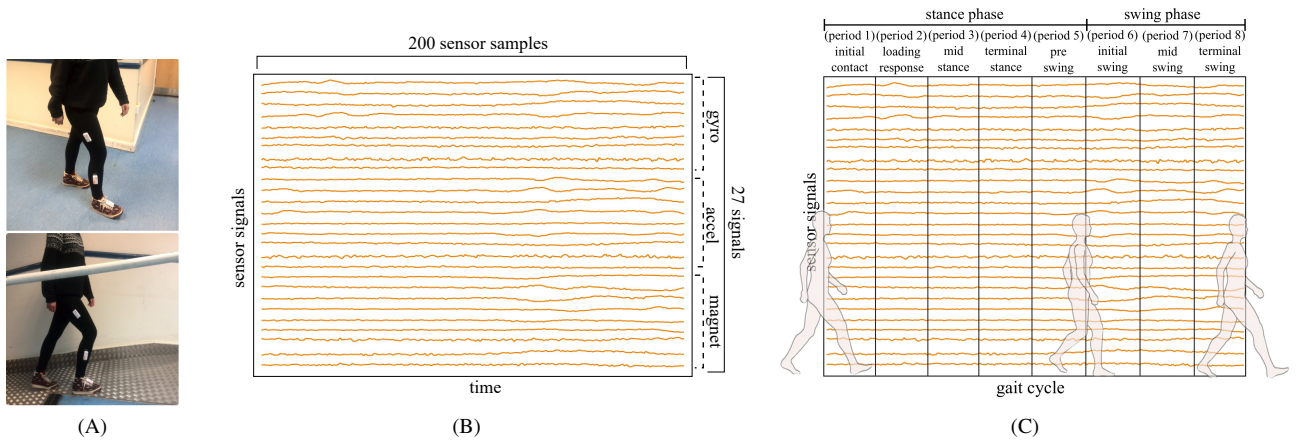 200 sensor samples
sensor signals
gyro
accel
magnet
27 signals
time
stance phase
swing phase
(period 1) (period 2) (period 3) (period 4) (period 5) (period 6) (period 7) (period 8)
initial loading mid terminal pre initial mid terminal
contact response stance stance swing swing swing swing
sensor signals
gait cycle
(A)
(B)
(C)